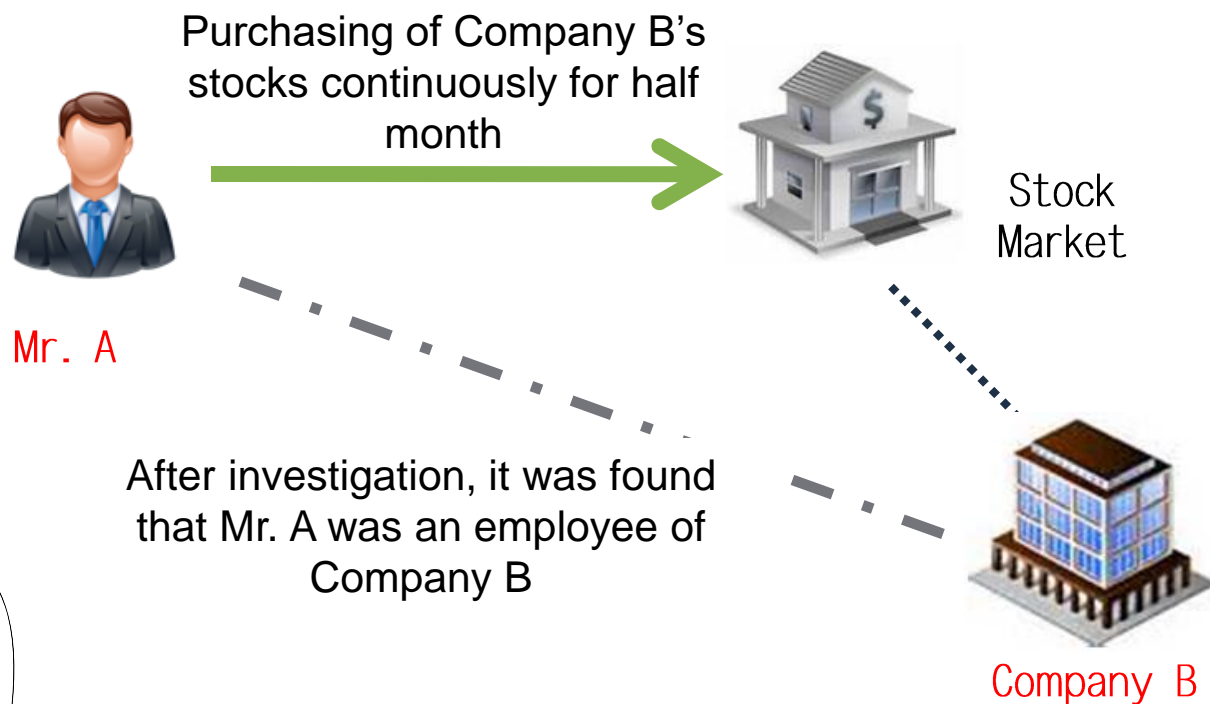 Purchasing of Company B’s
stocks continuously for half
month
$
Stock
Market
Mr. A
After investigation, it was found
that Mr. A was an employee of
Company B
Company B